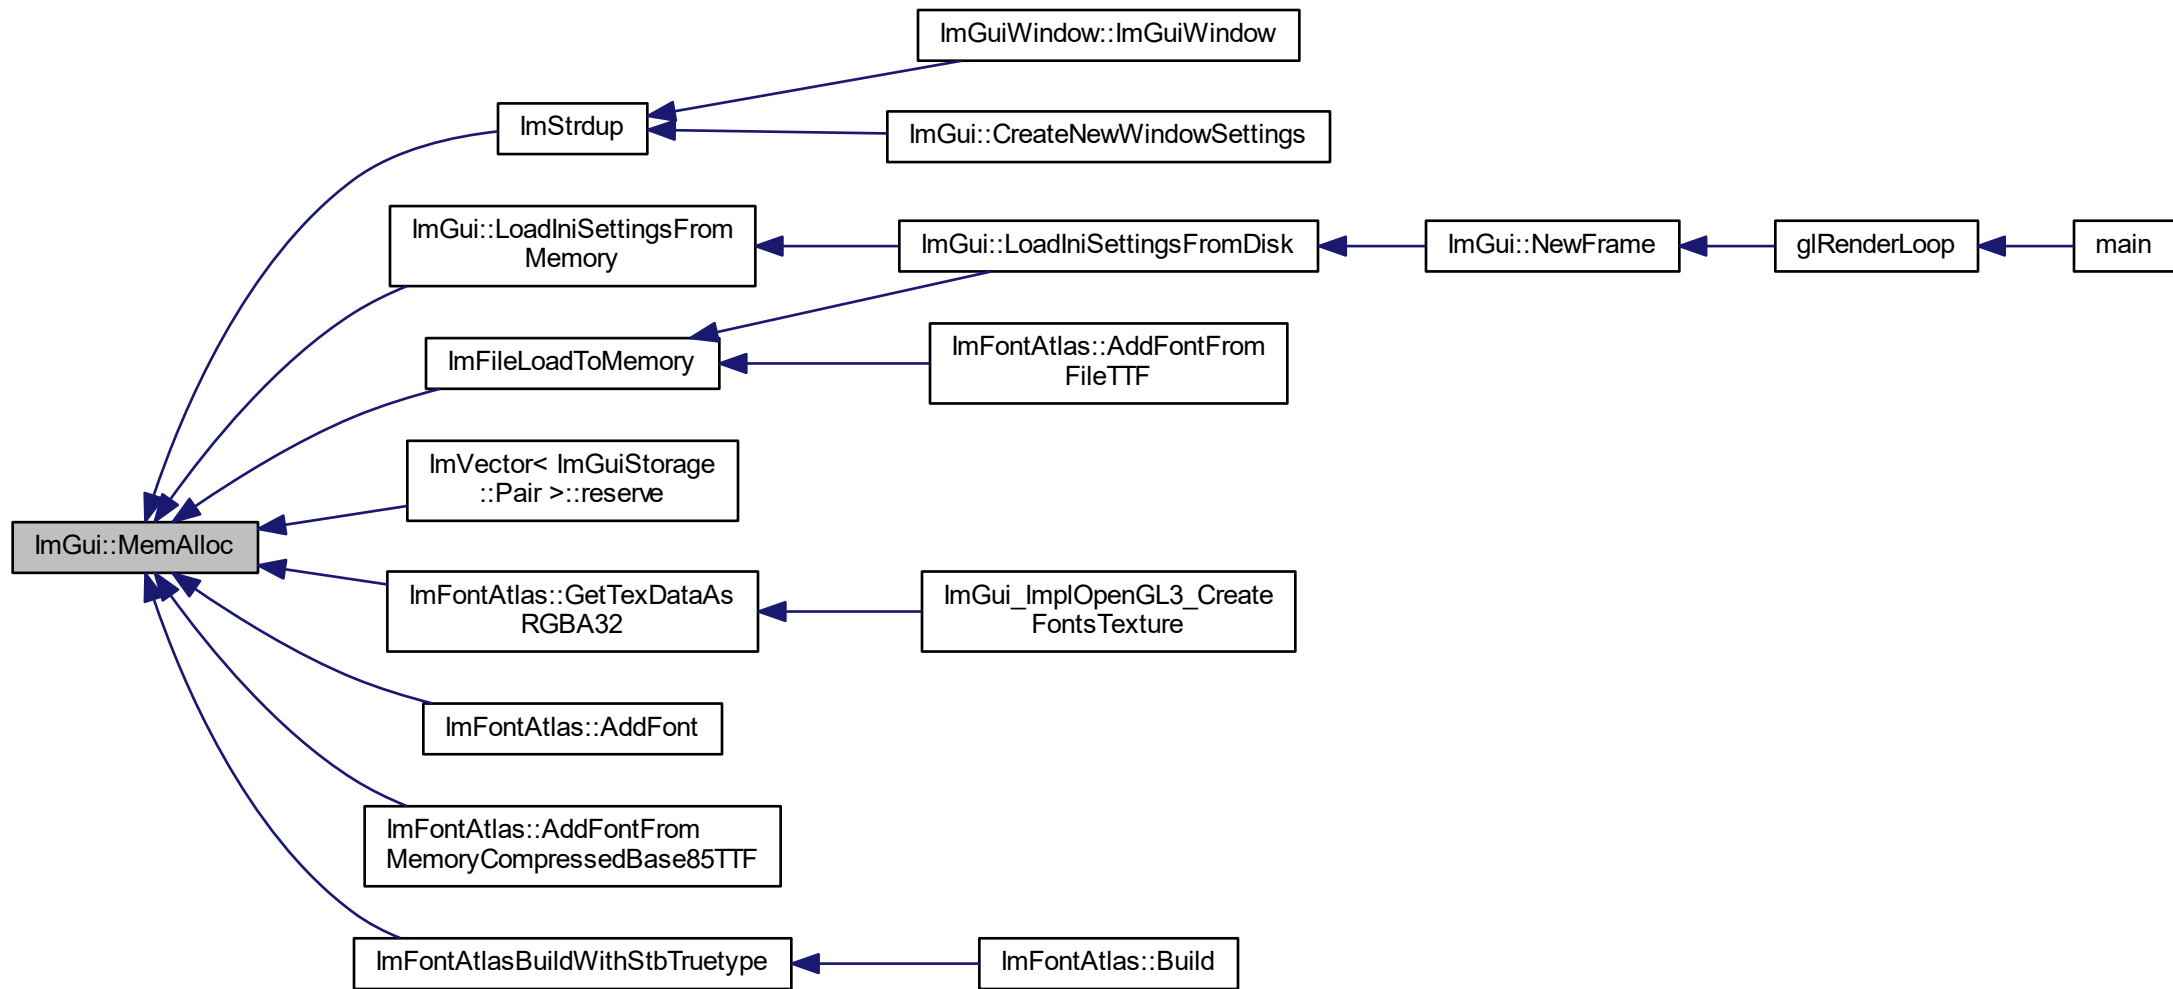 ImGuiWindow::ImGuiWindow
ImStrdup
ImGui::CreateNewWindowSettings
ImGui::LoadIniSettingsFrom
Memory
ImGui::LoadIniSettingsFromDisk
ImGui::NewFrame
glRenderLoop
main
ImFileLoadToMemory
ImFontAtlas::AddFontFrom
FileTTF
ImVector< ImGuiStorage
::Pair >::reserve
ImGui::MemAlloc
ImFontAtlas::GetTexDataAs
RGBA32
ImGui_ImplOpenGL3_Create
FontsTexture
ImFontAtlas::AddFont
ImFontAtlas::AddFontFrom
MemoryCompressedBase85TTF
ImFontAtlasBuildWithStbTruetype
ImFontAtlas::Build